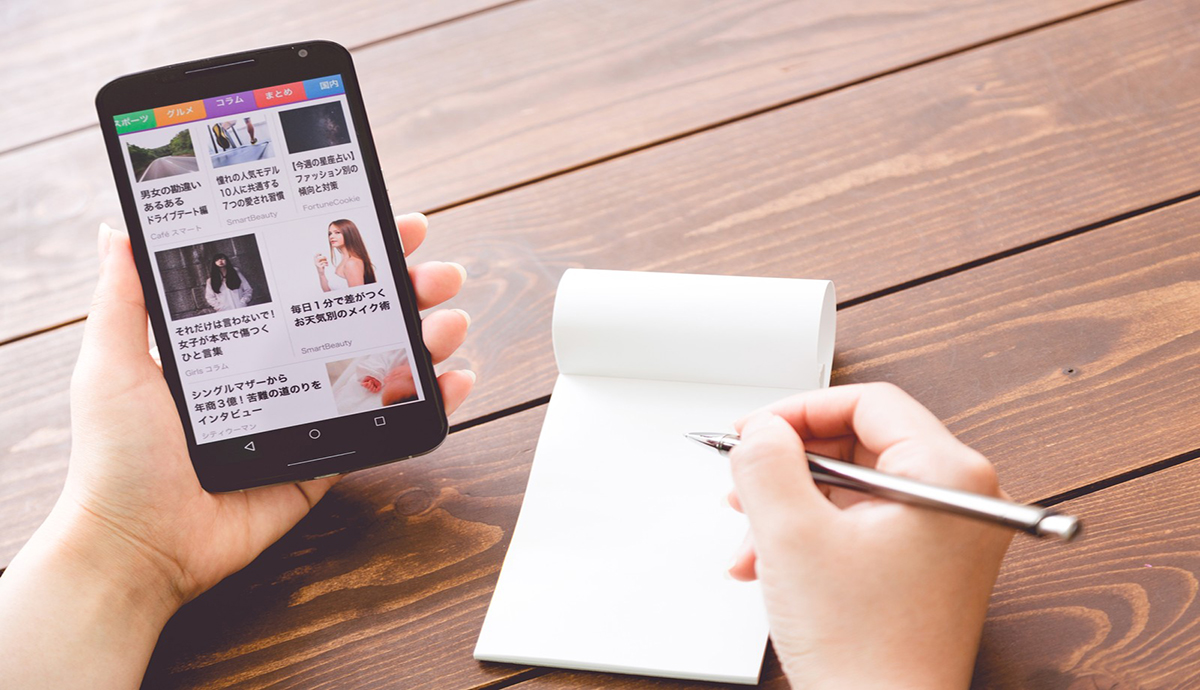 スポーツ
グルメ
コラム
まとめ
国内
男女の勘違い
あるある
ドライブデート編
Café スマート
憧れの人気モデル
10人に共通する
7つの愛され習慣
SmartBeauty
【今週の星座占い】
ファッション別の
傾向と対策
FortuneCookie
それだけは言わないで！
女子が本気で傷つく
ひと言集
Girls コラム
毎日１分で差がつく
お天気別のメイク術
SmartBeauty
シングルマザーから
年商３億！苦難の道のりを
インタビュー
シティウーマン